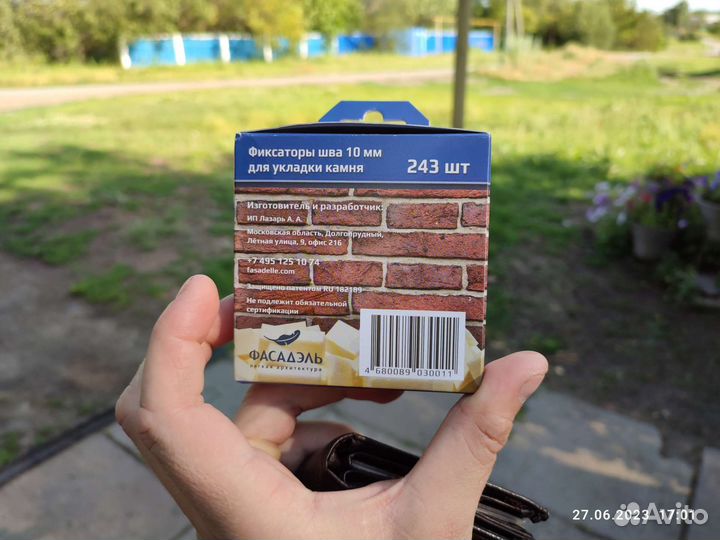 Фиксаторы шва 10 мм
для укладки камня
243 шт
Изготовитель и разработчик:
ИП Лазарь А. А.
Московская область, Долгопрудный,
Лётная улица, 9, офис 216
+7 495 125 10 74
fasadelle.com
Защищено патентом RU 182189
Не подлежит обязательной
сертификации
ФАСАДЭЛЬ
легкая архитектура
4 680089 030011
27.06.2023 17:01
Avito